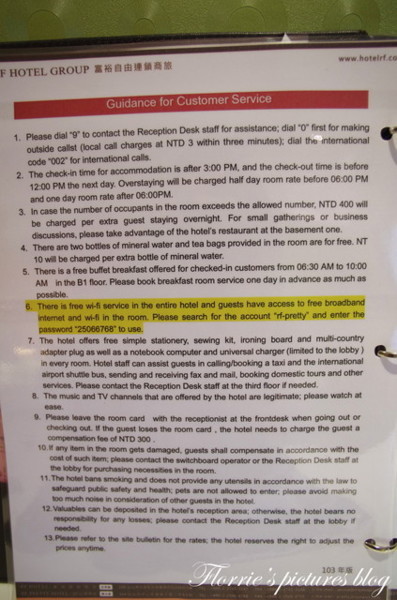 F HOTEL GROUP 富裕自由連鎖商旅
www.hotelrf.c
Guidance for Customer Service
1. Please dial “9” to contact the Reception Desk staff for assistance; dial “0” first for making
outside callst (local call charges at NTD 3 within three minutes); dial the international
code “002” for international calls.
2. The check-in time for accommodation is after 3:00 PM, and the check-out time is before
12:00 PM the next day. Overstaying will be charged half day room rate before 06:00 PM
and one day room rate after 06:00PM.
3. In case the number of occupants in the room exceeds the allowed number, NTD 400 will
be charged per extra guest staying overnight. For small gatherings or business
discussions, please take advantage of the hotel's restaurant at the basement one.
4. There are two bottles of mineral water and tea bags provided in the room are for free. NT
10 will be charged per extra bottle of mineral water.
5. There is a free buffet breakfast offered for checked-in customers from 06:30 AM to 10:00
AM in the B1 floor. Please book breakfast room service one day in advance as much as
possible.
6. There is free wi-fi service in the entire hotel and guests have access to free broadband
internet and wi-fi in the room. Please search for the account “rf-pretty” and enter the
password “25066768” to use.
7. The hotel offers free simple stationery, sewing kit, ironing board and multi-country
adapter plug as well as a notebook computer and universal charger (limited to the lobby )
in every room. Hotel staff can assist guests in calling/booking a taxi and the international
airport shuttle bus, sending and receiving fax and mail, booking domestic tours and other
services. Please contact the Reception Desk staff at the third floor if needed.
8. The music and TV channels that are offered by the hotel are legitimate; please watch at
ease.
9. Please leave the room card with the receptionist at the frontdesk when going out or
checking out. If the guest loses the room card , the hotel needs to charge the guest a
compensation fee of NTD 300 .
10.If any item in the room gets damaged, guests shall compensate in accordance with the
cost of such item; please contact the switchboard operator or the Reception Desk staff at
the lobby for purchasing necessities in the room.
11.The hotel bans smoking and does not provide any utensils in accordance with the law to
safeguard public safety and health; pets are not allowed to enter; please avoid making
too much noise in consideration of other guests in the hotel.
12.Valuables can be deposited in the hotel's reception area; otherwise, the hotel bears no
responsibility for any losses; please contact the Reception Desk staff at the lobby if
needed.
13.Please refer to the site bulletin for the rates; the hotel reserves the right to adjust the
prices anytime.
103 年版
Florrie's pictures blog